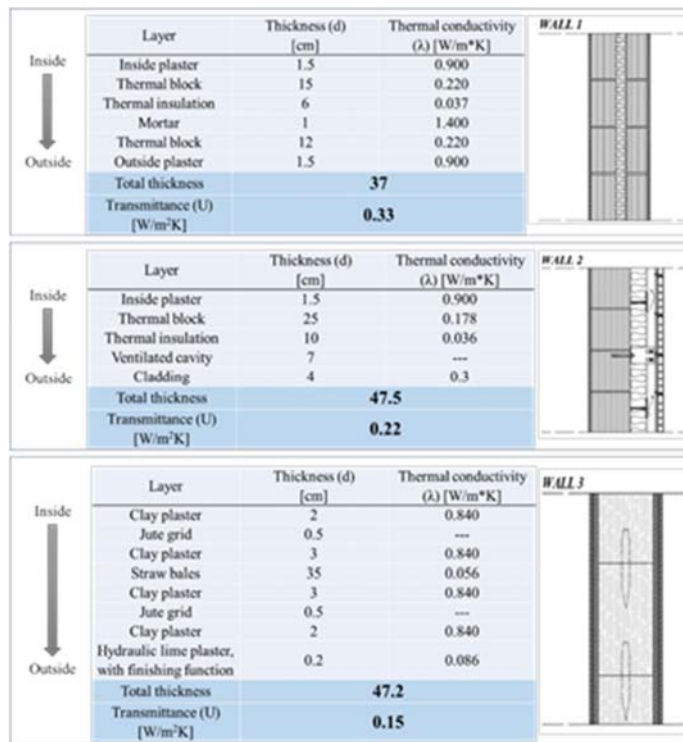 WALL 1
Layer Thickness (d) [cm] Thermal conductivity (λ) [W/m*K]
Inside
Inside plaster 1.5 0.900
Thermal block 15 0.220
Thermal insulation 6 0.037
Mortar 1 1.400
Thermal block 12 0.220
Outside
Outside plaster 1.5 0.900
Total thickness 37
Transmittance (U) [W/m²K] 0.33
WALL 2
Layer Thickness (d) [cm] Thermal conductivity (λ) [W/m*K]
Inside
Inside plaster 1.5 0.900
Thermal block 25 0.178
Thermal insulation 10 0.036
Ventilated cavity 7 ---
Outside
Cladding 4 0.3
Total thickness 47.5
Transmittance (U) [W/m²K] 0.22
WALL 3
Layer Thickness (d) [cm] Thermal conductivity (λ) [W/m*K]
Inside
Clay plaster 2 0.840
Jute grid 0.5 ---
Clay plaster 3 0.840
Straw bales 35 0.056
Clay plaster 3 0.840
Jute grid 0.5 ---
Clay plaster 2 0.840
Outside
Hydraulic lime plaster, with finishing function 0.2 0.086
Total thickness 47.2
Transmittance (U) [W/m²K] 0.15